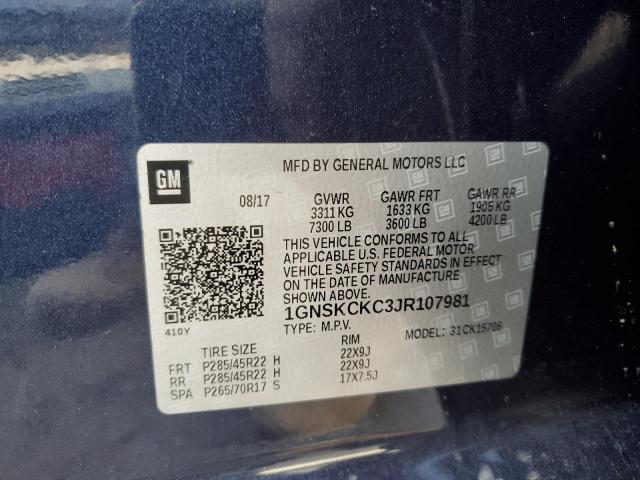 GM
MFD BY GENERAL MOTORS LLC
08/17 GVWR GAWR FRT GAWR RR
3311 KG 1633 KG 1905 KG
7300 LB 3600 LB 4200 LB
THIS VEHICLE CONFORMS TO ALL
APPLICABLE U.S. FEDERAL MOTOR
VEHICLE SAFETY STANDARDS IN EFFECT
ON THE DATE OF MANUFACTURE
SHOWN ABOVE.
1GNSKCKC3JR107981
TYPE: M.P.V. MODEL: 31CK15706
410Y
TIRE SIZE RIM
FRT P285/45R22 H 22X9J
RR P285/45R22 H 22X9J
SPA P265/70R17 S 17X7.5J